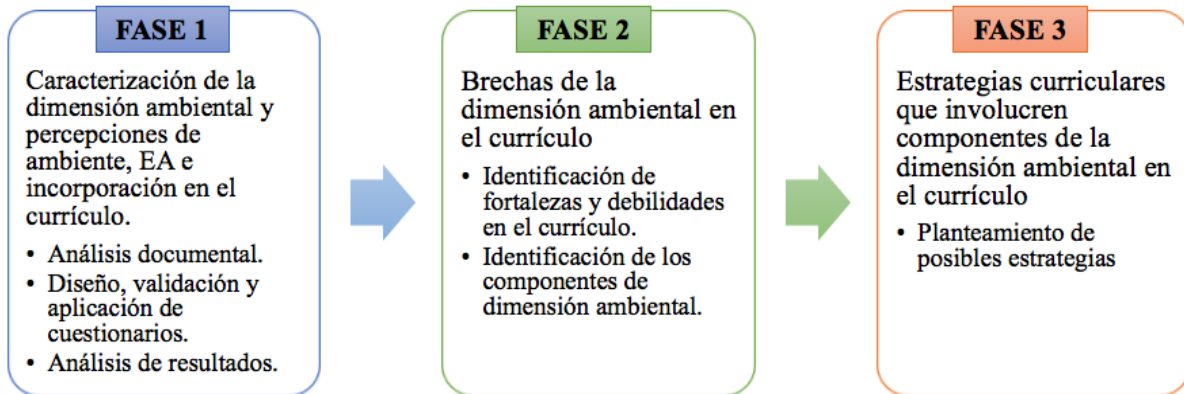 FASE 1
Caracterización de la
dimensión ambiental y
percepciones de
ambiente, EA e
incorporación en el
currículo.
• Análisis documental.
• Diseño, validación y
aplicación de
cuestionarios.
• Análisis de resultados.
FASE 2
Brechas de la
dimensión ambiental en
el currículo
• Identificación de
fortalezas y debilidades
en el currículo.
• Identificación de los
componentes de
dimensión ambiental.
FASE 3
Estrategias curriculares
que involucren
componentes de la
dimensión ambiental en
el currículo
• Planteamiento de
posibles estrategias